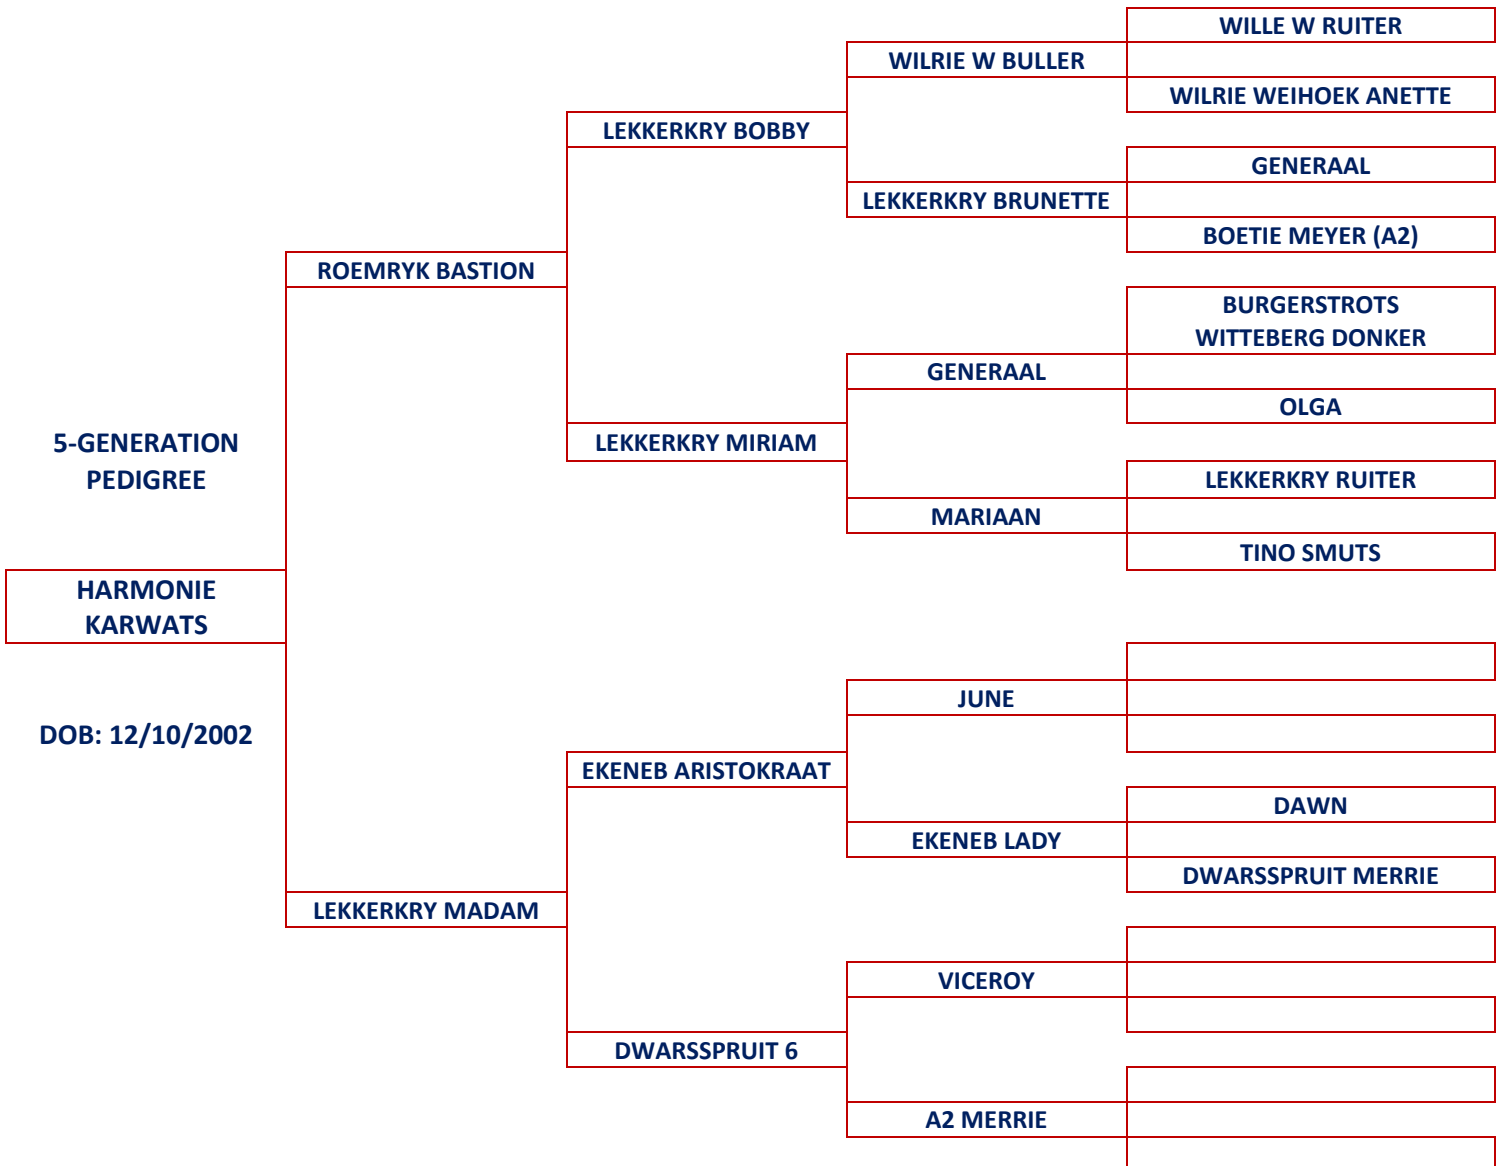 WILLE W RUITER
WILRIE W BULLER
WILRIE WEIHOEK ANETTE
LEKKERKRY BOBBY
GENERAAL
LEKKERKRY BRUNETTE
BOETIE MEYER (A2)
ROEMRYK BASTION
BURGERSTROTS
WITTEBERG DONKER
GENERAAL
OLGA
5-GENERATION
PEDIGREE
LEKKERKRY MIRIAM
LEKKERKRY RUITER
MARIAAN
TINO SMUTS
HARMONIE
KARWATS
JUNE
DOB: 12/10/2002
EKENEB ARISTOKRAAT
DAWN
EKENEB LADY
DWARSSPRUIT MERRIE
LEKKERKRY MADAM
VICEROY
DWARSSPRUIT 6
A2 MERRIE